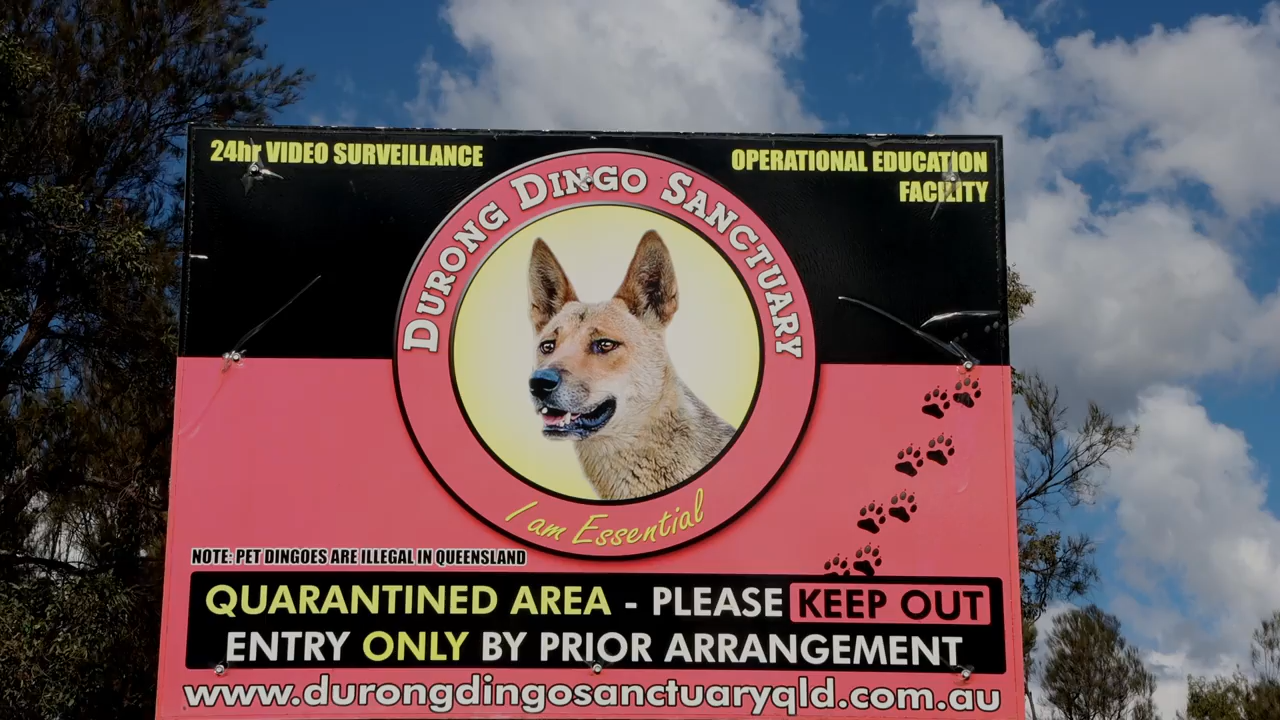 24hr VIDEO SURVEILLANCE
OPERATIONAL EDUCATION
FACILITY
DURONG DINGO SANCTUARY
I am Essential
NOTE: PET DINGOES ARE ILLEGAL IN QUEENSLAND
QUARANTINED AREA - PLEASE KEEP OUT
ENTRY ONLY BY PRIOR ARRANGEMENT
www.durongdingosanctuaryqld.com.au